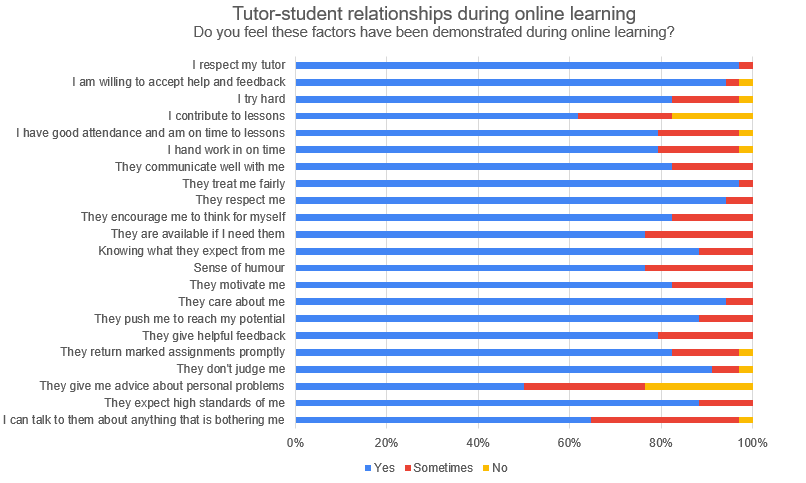 Tutor-student relationships during online learning
Do you feel these factors have been demonstrated during online learning?
I respect my tutor
I am willing to accept help and feedback
I try hard
I contribute to lessons
I have good attendance and am on time to lessons
I hand work in on time
They communicate well with me
They treat me fairly
They respect me
They encourage me to think for myself
They are available if I need them
Knowing what they expect from me
Sense of humour
They motivate me
They care about me
They push me to reach my potential
They give helpful feedback
They return marked assignments promptly
They don't judge me
They give me advice about personal problems
They expect high standards of me
I can talk to them about anything that is bothering me
0% 20% 40% 60% 80% 100%
Yes Sometimes No